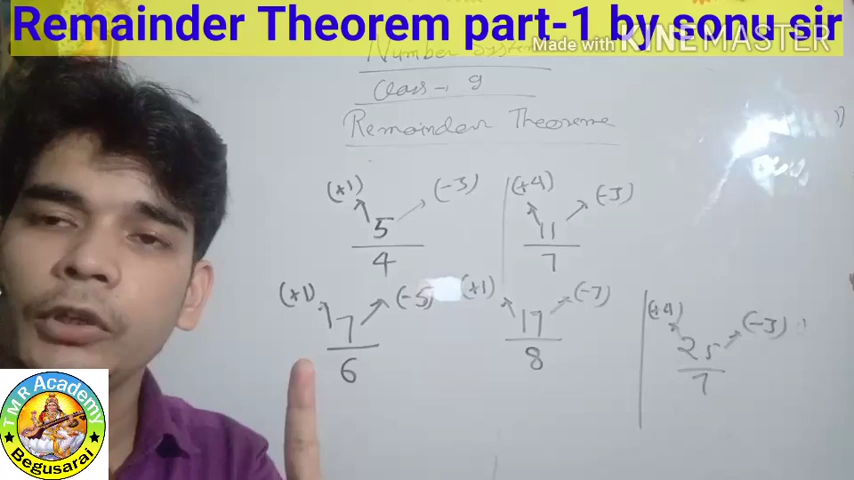 Remainder Theorem part-1 by sonu sir
Made with KINEMASTER
Number System
Class - 9
Remainder Theoreme
(+1) (-3) (+4) (-3)
5 11
4 7
(+1) (-5) (+1) (-7) (+4) (-3)
7 17 25
6 8 7
TMR Academy
Begusarai